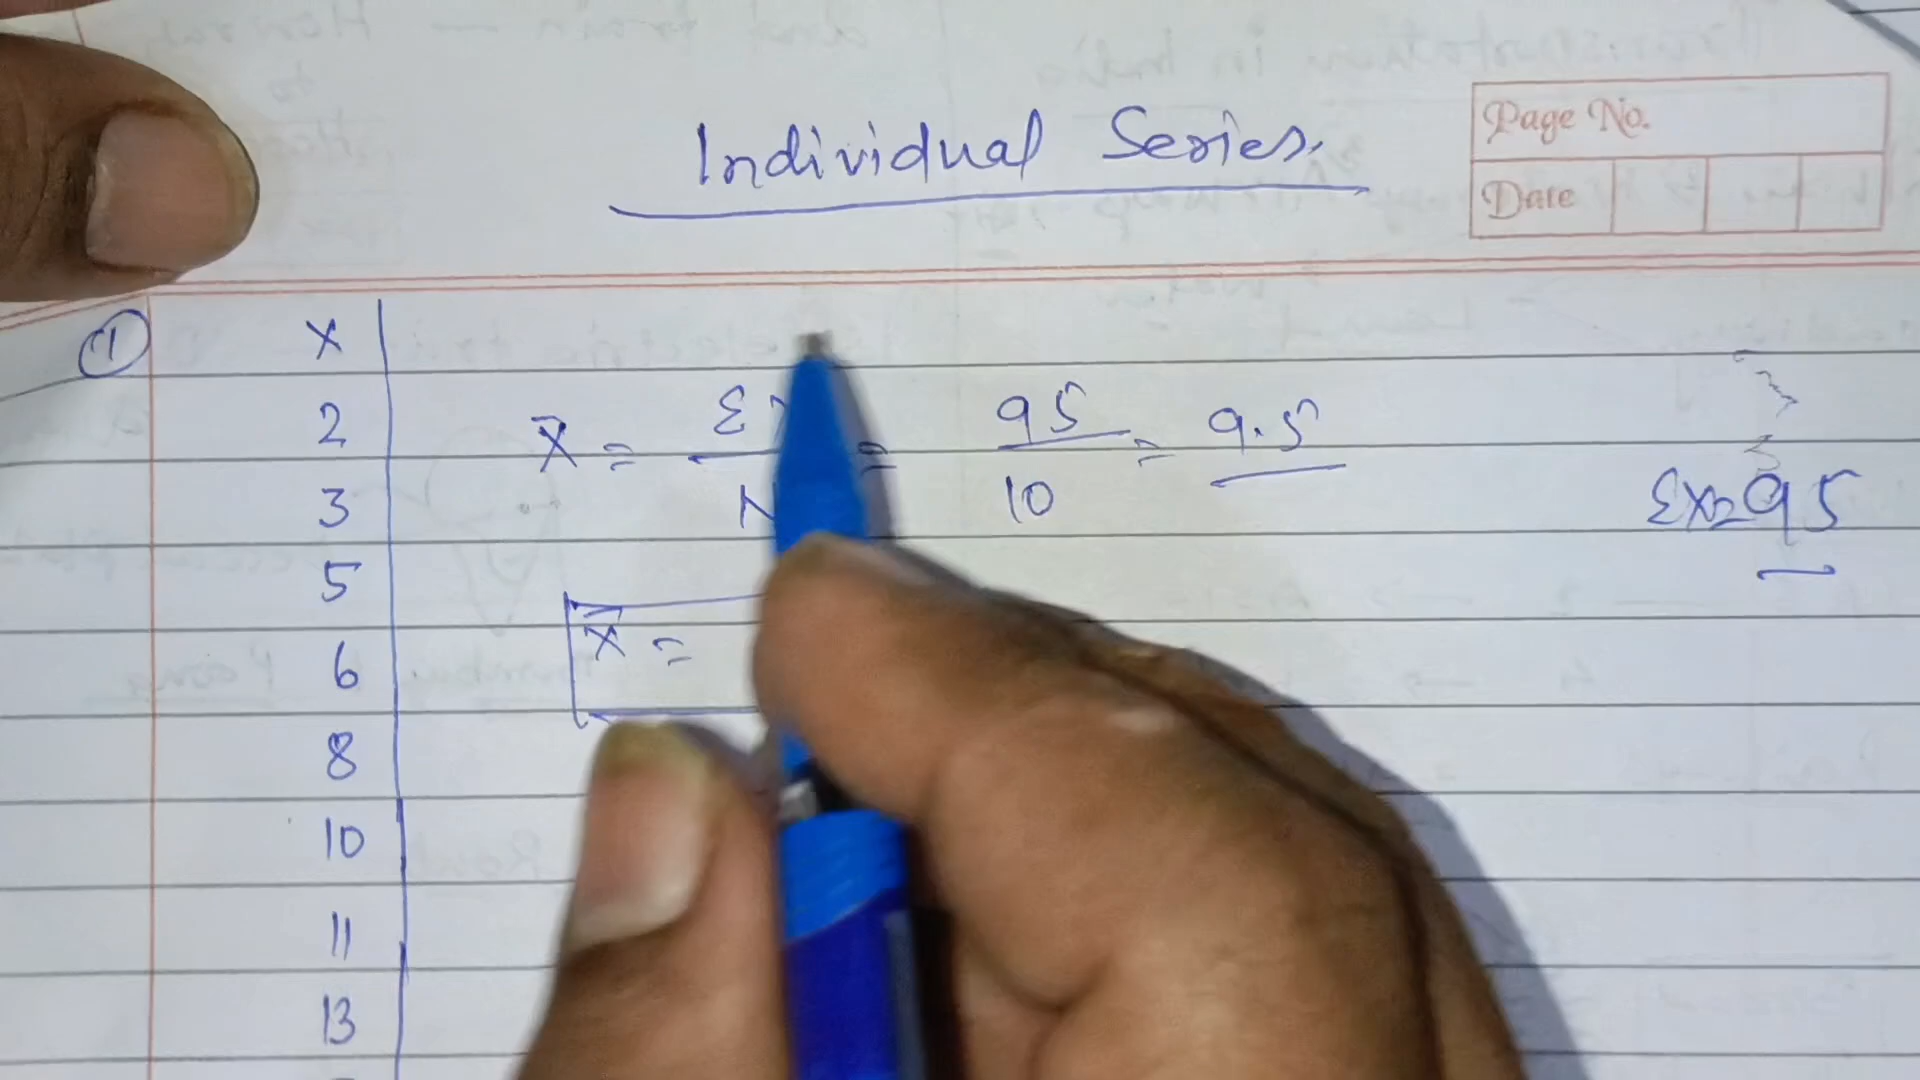 Individual Series.
Page No.
Date
1
X
2
3
5
6
8
10
11
13
X̄ = Σ
N
= 95
10
= 9.5
ΣX=95
X̄ =